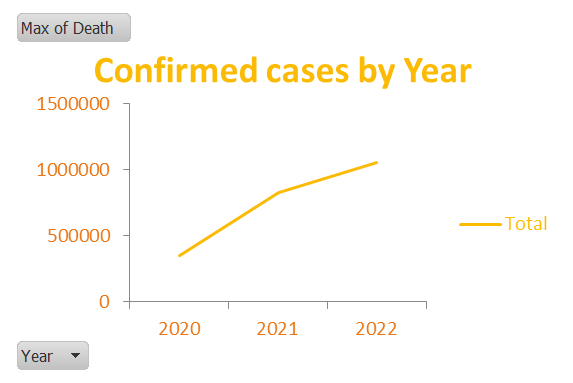 Max of Death
Confirmed cases by Year
1500000
1000000
500000
0
2020 2021 2022
Total
Year